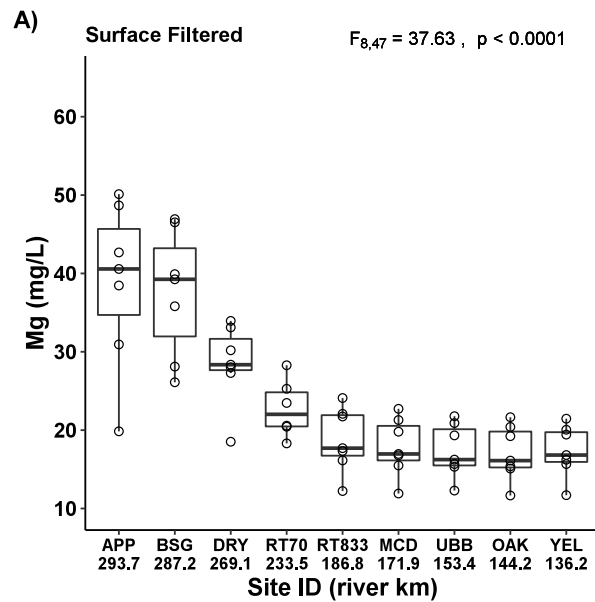 A)
Surface Filtered
F8,47 = 37.63 , p < 0.0001
Mg (mg/L)
60
50
40
30
20
10
APP BSG DRY RT70 RT833 MCD UBB OAK YEL
293.7 287.2 269.1 233.5 186.8 171.9 153.4 144.2 136.2
Site ID (river km)